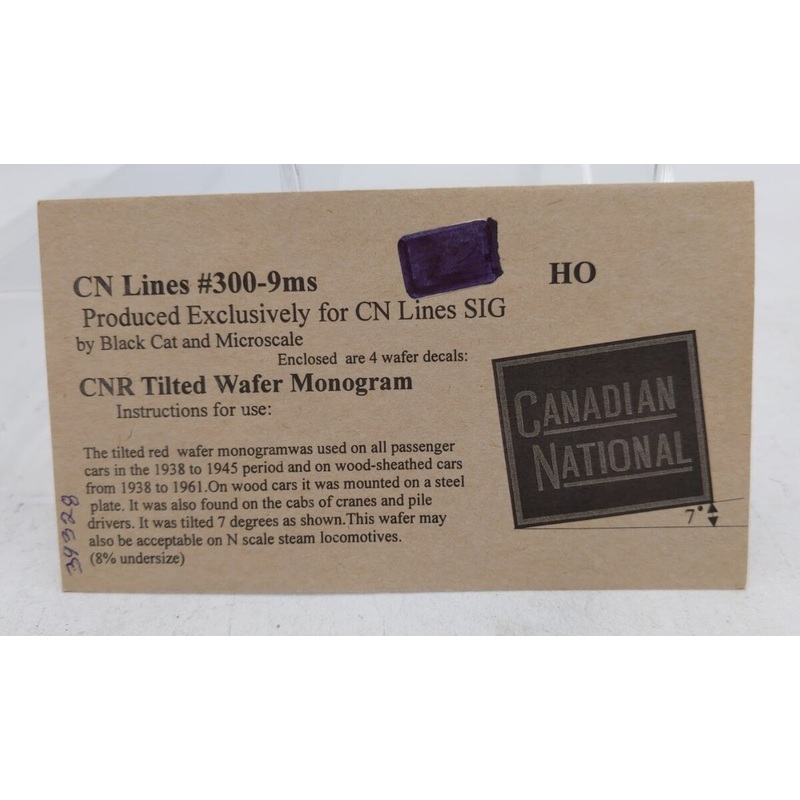 CN Lines #300-9ms
HO
Produced Exclusively for CN Lines SIG
by Black Cat and Microscale
Enclosed are 4 wafer decals:
CNR Tilted Wafer Monogram
Instructions for use:
The tilted red wafer monogramwas used on all passenger
cars in the 1938 to 1945 period and on wood-sheathed cars
from 1938 to 1961.On wood cars it was mounted on a steel
plate. It was also found on the cabs of cranes and pile
drivers. It was tilted 7 degrees as shown.This wafer may
also be acceptable on N scale steam locomotives.
(8% undersize)
CANADIAN
NATIONAL
7°
39328